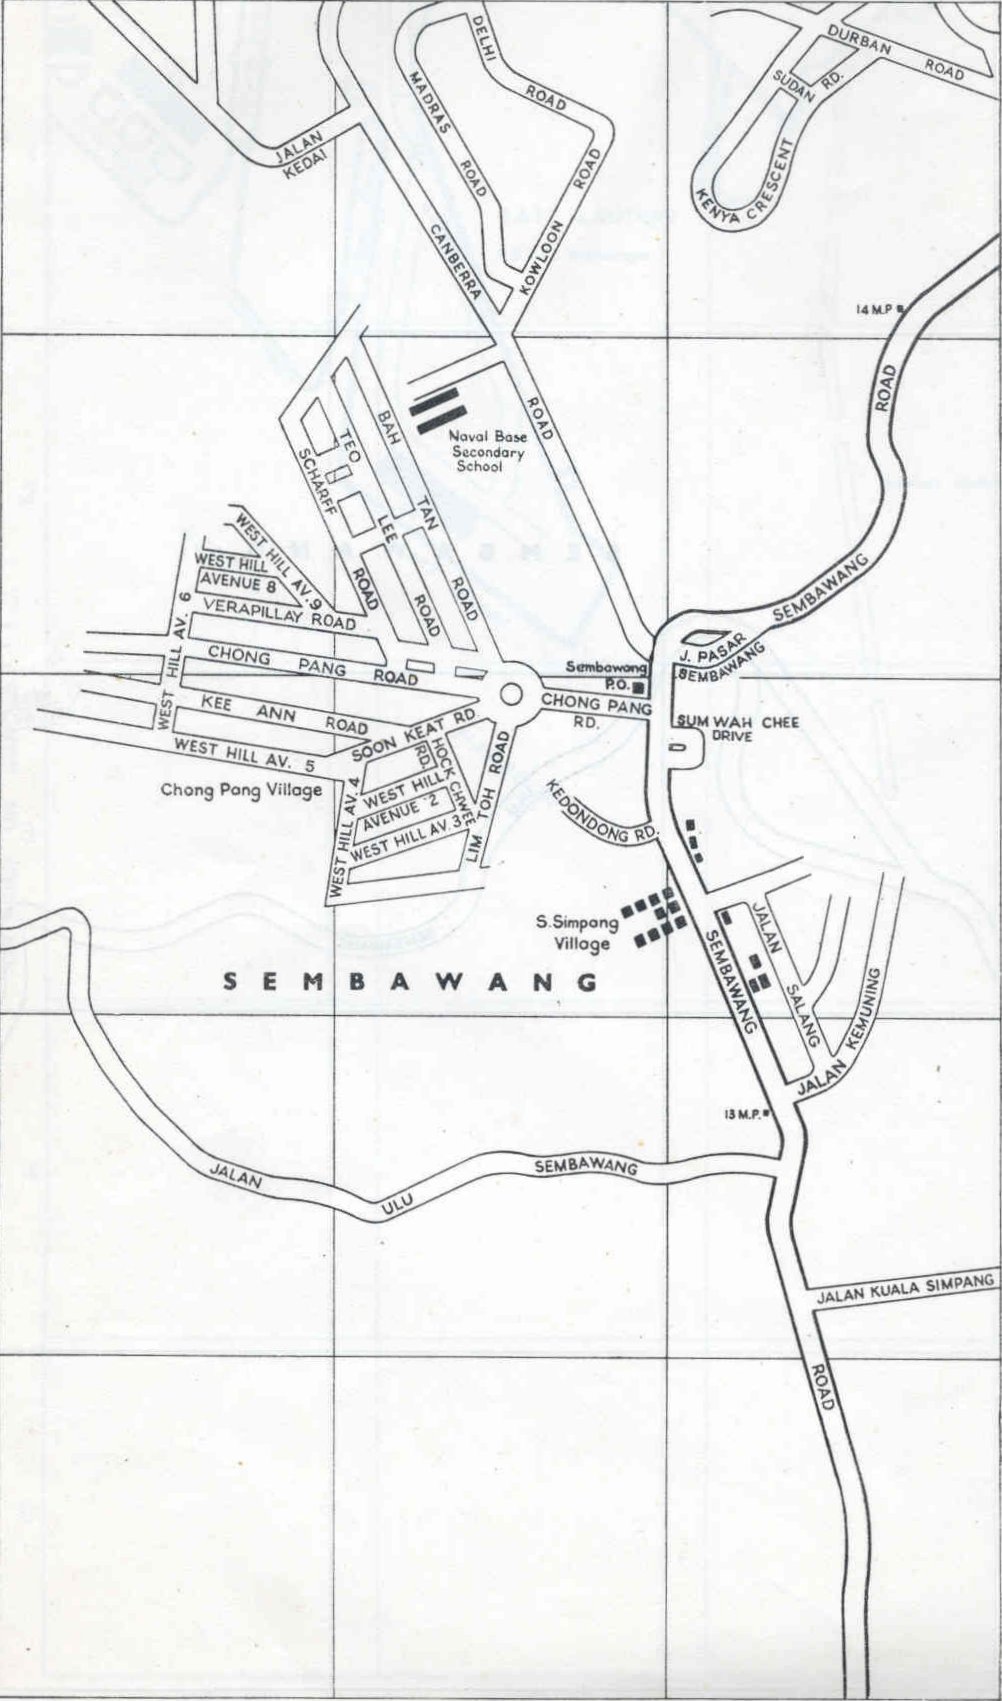 DELHI
ROAD
DURBAN
ROAD
SUDAN RD.
MADRAS
ROAD
ROAD
KENYA CRESCENT
JALAN
KEDAI
CANBERRA
KOWLOON
14 M.P
ROAD
ROAD
BAH
TAN
ROAD
TEO
LEE
ROAD
SCHARFF
ROAD
Naval Base
Secondary
School
WEST HILL AV. 9
WEST HILL
AVENUE 8
VERAPILLAY ROAD
WEST HILL AV. 6
SEMBAWANG
J. PASAR
SEMBAWANG
CHONG PANG ROAD
Sembawang
P.O.
CHONG PANG
RD.
KEE ANN ROAD
SOON KEAT RD
SUM WAH CHEE
DRIVE
WEST HILL AV. 5
HOCK CHWEE
RD.
LIM TOH ROAD
Chong Pang Village
WEST HILL AV. 4
WEST HILL
AVENUE 2
WEST HILL AV. 3
KEDONDONG RD.
S. Simpang
Village
JALAN
SALANG
SEMBAWANG
JALAN KEMUNING
SEMBAWANG
13 M.P.
JALAN
ULU
SEMBAWANG
JALAN KUALA SIMPANG
ROAD